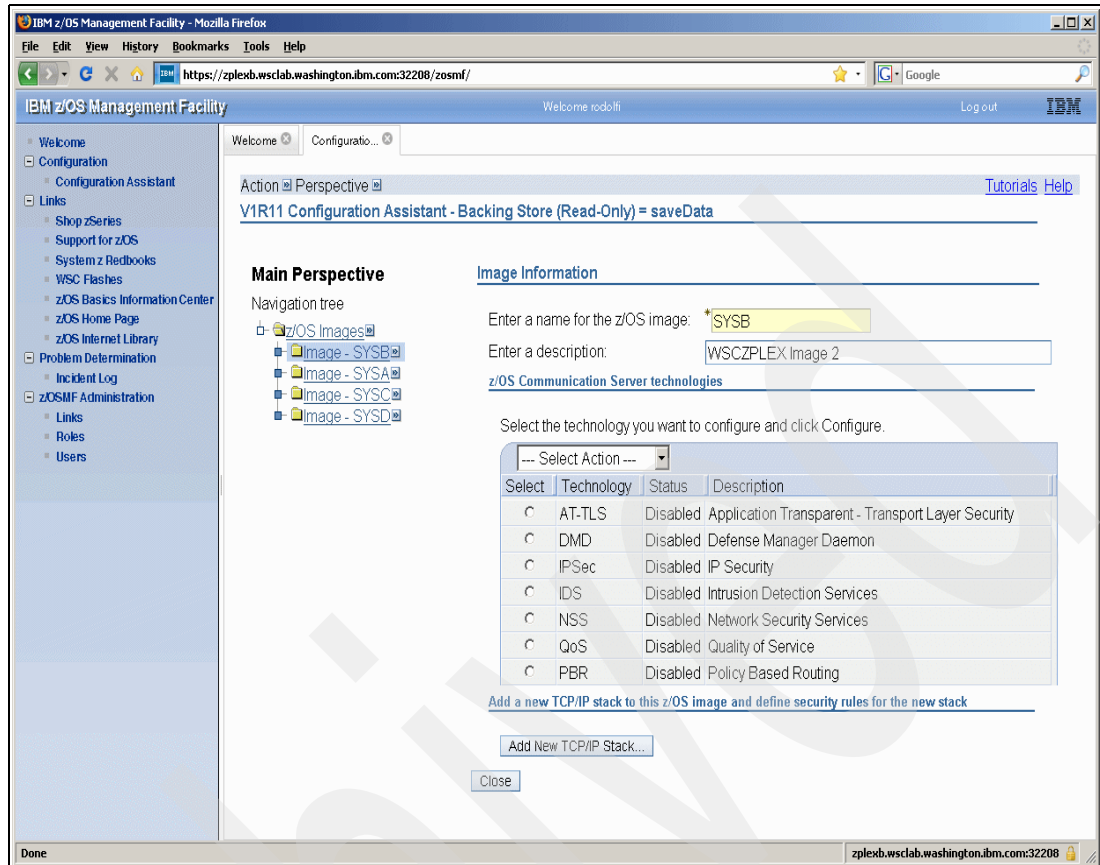 IBM z/OS Management Facility - Mozilla Firefox
File Edit View History Bookmarks Tools Help
https://zplexb.wsclab.washington.ibm.com:32208/zosmf/
Google
IBM z/OS Management Facility
Welcome rodolfi
Log out
IBM
Welcome
Configuration
Configuration Assistant
Links
Shop zSeries
Support for z/OS
System z Redbooks
WSC Flashes
z/OS Basics Information Center
z/OS Home Page
z/OS Internet Library
Problem Determination
Incident Log
z/OSMF Administration
Links
Roles
Users
Welcome
Configuratio...
Action Perspective
Tutorials Help
V1R11 Configuration Assistant - Backing Store (Read-Only) = saveData
Main Perspective
Navigation tree
z/OS Images
Image - SYSB
Image - SYSA
Image - SYSC
Image - SYSD
Image Information
Enter a name for the z/OS image: *SYSB
Enter a description: WSCZPLEX Image 2
z/OS Communication Server technologies
Select the technology you want to configure and click Configure.
--- Select Action ---
Select Technology Status Description
AT-TLS Disabled Application Transparent - Transport Layer Security
DMD Disabled Defense Manager Daemon
IPSec Disabled IP Security
IDS Disabled Intrusion Detection Services
NSS Disabled Network Security Services
QoS Disabled Quality of Service
PBR Disabled Policy Based Routing
Add a new TCP/IP stack to this z/OS image and define security rules for the new stack
Add New TCP/IP Stack...
Close
Done
zplexb.wsclab.washington.ibm.com:32208